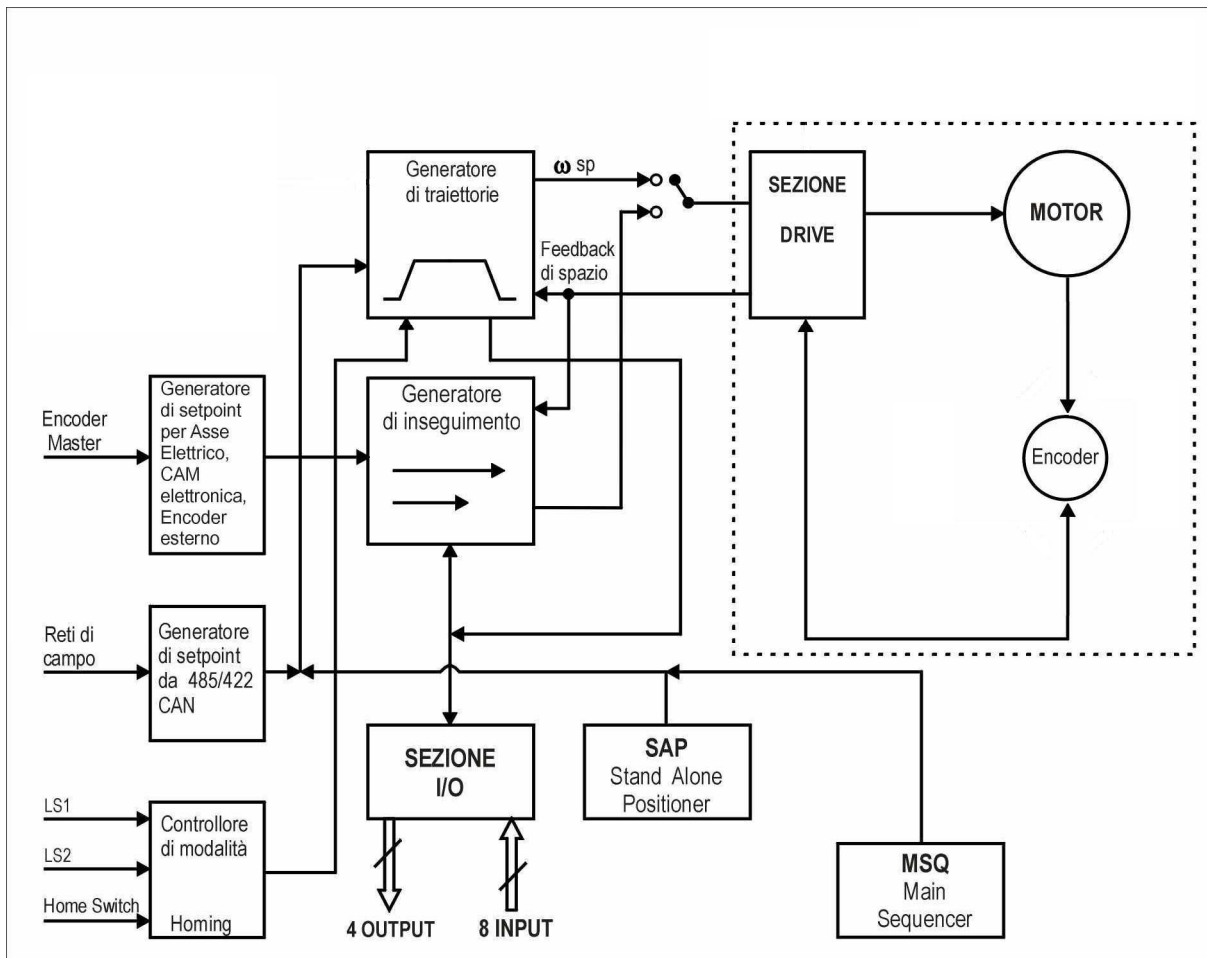 Generatore
di traiettorie
ω sp
SEZIONE
DRIVE
MOTOR
Feedback
di spazio
Encoder
Master
Generatore
di setpoint
per Asse
Elettrico,
CAM
elettronica,
Encoder
esterno
Generatore
di inseguimento
Encoder
Reti di
campo
Generatore
di setpoint
da 485/422
CAN
SEZIONE
I/O
SAP
Stand Alone
Positioner
LS1
LS2
Home Switch
Controllore
di modalità
Homing
MSQ
Main
Sequencer
4 OUTPUT
8 INPUT